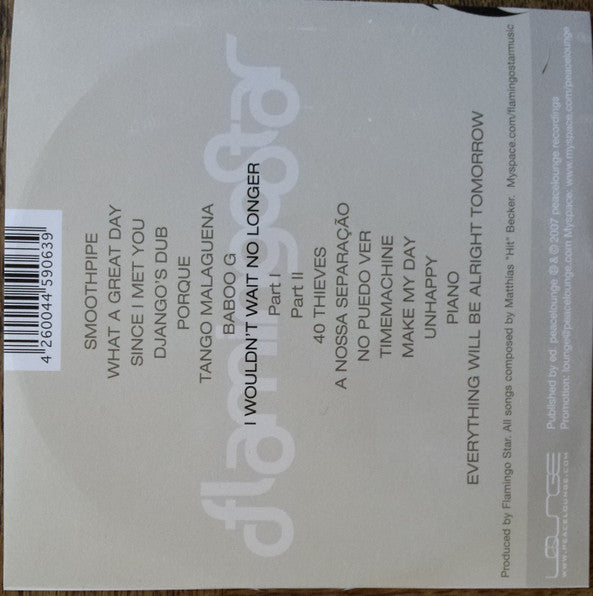 4 260044 590639
flamingo star
SMOOTHPIPE
WHAT A GREAT DAY
SINCE I MET YOU
DJANGO'S DUB
PORQUE
TANGO MALAGUENA
BABOO G
I WOULDN'T WAIT NO LONGER
Part I
Part II
40 THIEVES
A NOSSA SEPARAÇÃO
NO PUEDO VER
TIMEMACHINE
MAKE MY DAY
UNHAPPY
PIANO
EVERYTHING WILL BE ALRIGHT TOMORROW
Produced by Flamingo Star. All songs composed by Matthias "Hit" Becker. Myspace.com/flamingostarmusic
LOUNGE
WWW.PEACELOUNGE.COM
Published by ed. peacelounge ℗ & © 2007 peacelounge recordings
Promotion: lounge@peacelounge.com Myspace: www.myspace.com/peacelounge